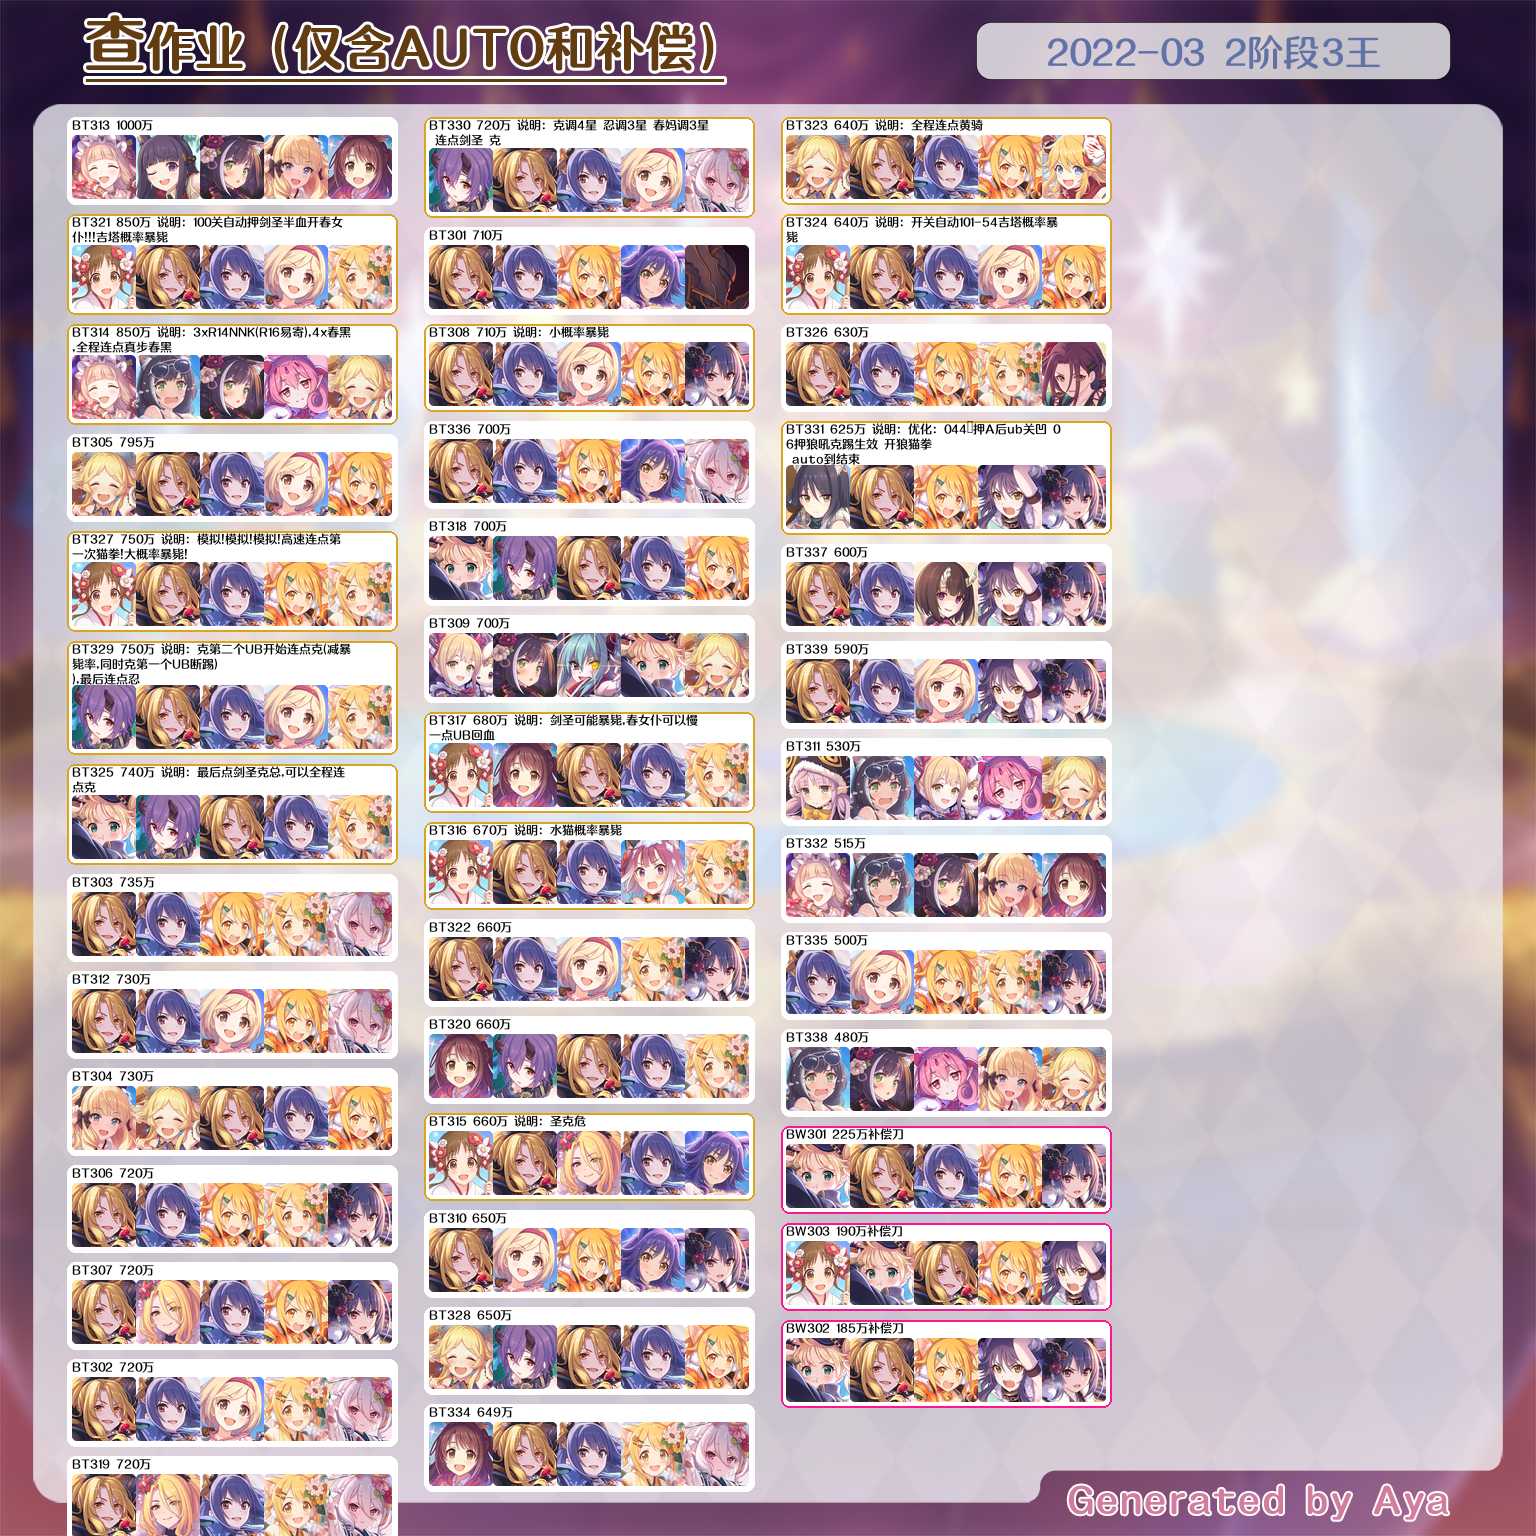 查作业（仅含AUTO和补偿）
2022-03 2阶段3王
BT313 1000万
BT321 850万 说明：100关自动押剑圣半血开春女
仆!!!吉塔概率暴毙
BT314 850万 说明：3xR14NNK(R16易寄),4x春黑
,全程连点真步春黑
BT305 795万
BT327 750万 说明：模拟!模拟!模拟!高速连点第
一次猫拳!大概率暴毙!
BT329 750万 说明：克第二个UB开始连点克(减暴
毙率,同时克第一个UB断踢)
),最后连点忍
BT325 740万 说明：最后点剑圣克总,可以全程连
点克
BT303 735万
BT312 730万
BT304 730万
BT306 720万
BT307 720万
BT302 720万
BT319 720万
BT330 720万 说明：克调4星 忍调3星 春妈调3星
连点剑圣 克
BT301 710万
BT308 710万 说明：小概率暴毙
BT336 700万
BT318 700万
BT309 700万
BT317 680万 说明：剑圣可能暴毙,春女仆可以慢
一点UB回血
BT316 670万 说明：水猫概率暴毙
BT322 660万
BT320 660万
BT315 660万 说明：圣克危
BT310 650万
BT328 650万
BT334 649万
BT323 640万 说明：全程连点黄骑
BT324 640万 说明：开关自动101-54吉塔概率暴
毙
BT326 630万
BT331 625万 说明：优化：044 押A后ub关凹 0
6押狼吼克踢生效 开狼猫拳
auto到结束
BT337 600万
BT339 590万
BT311 530万
BT332 515万
BT335 500万
BT338 480万
BW301 225万补偿刀
BW303 190万补偿刀
BW302 185万补偿刀
Generated by Aya